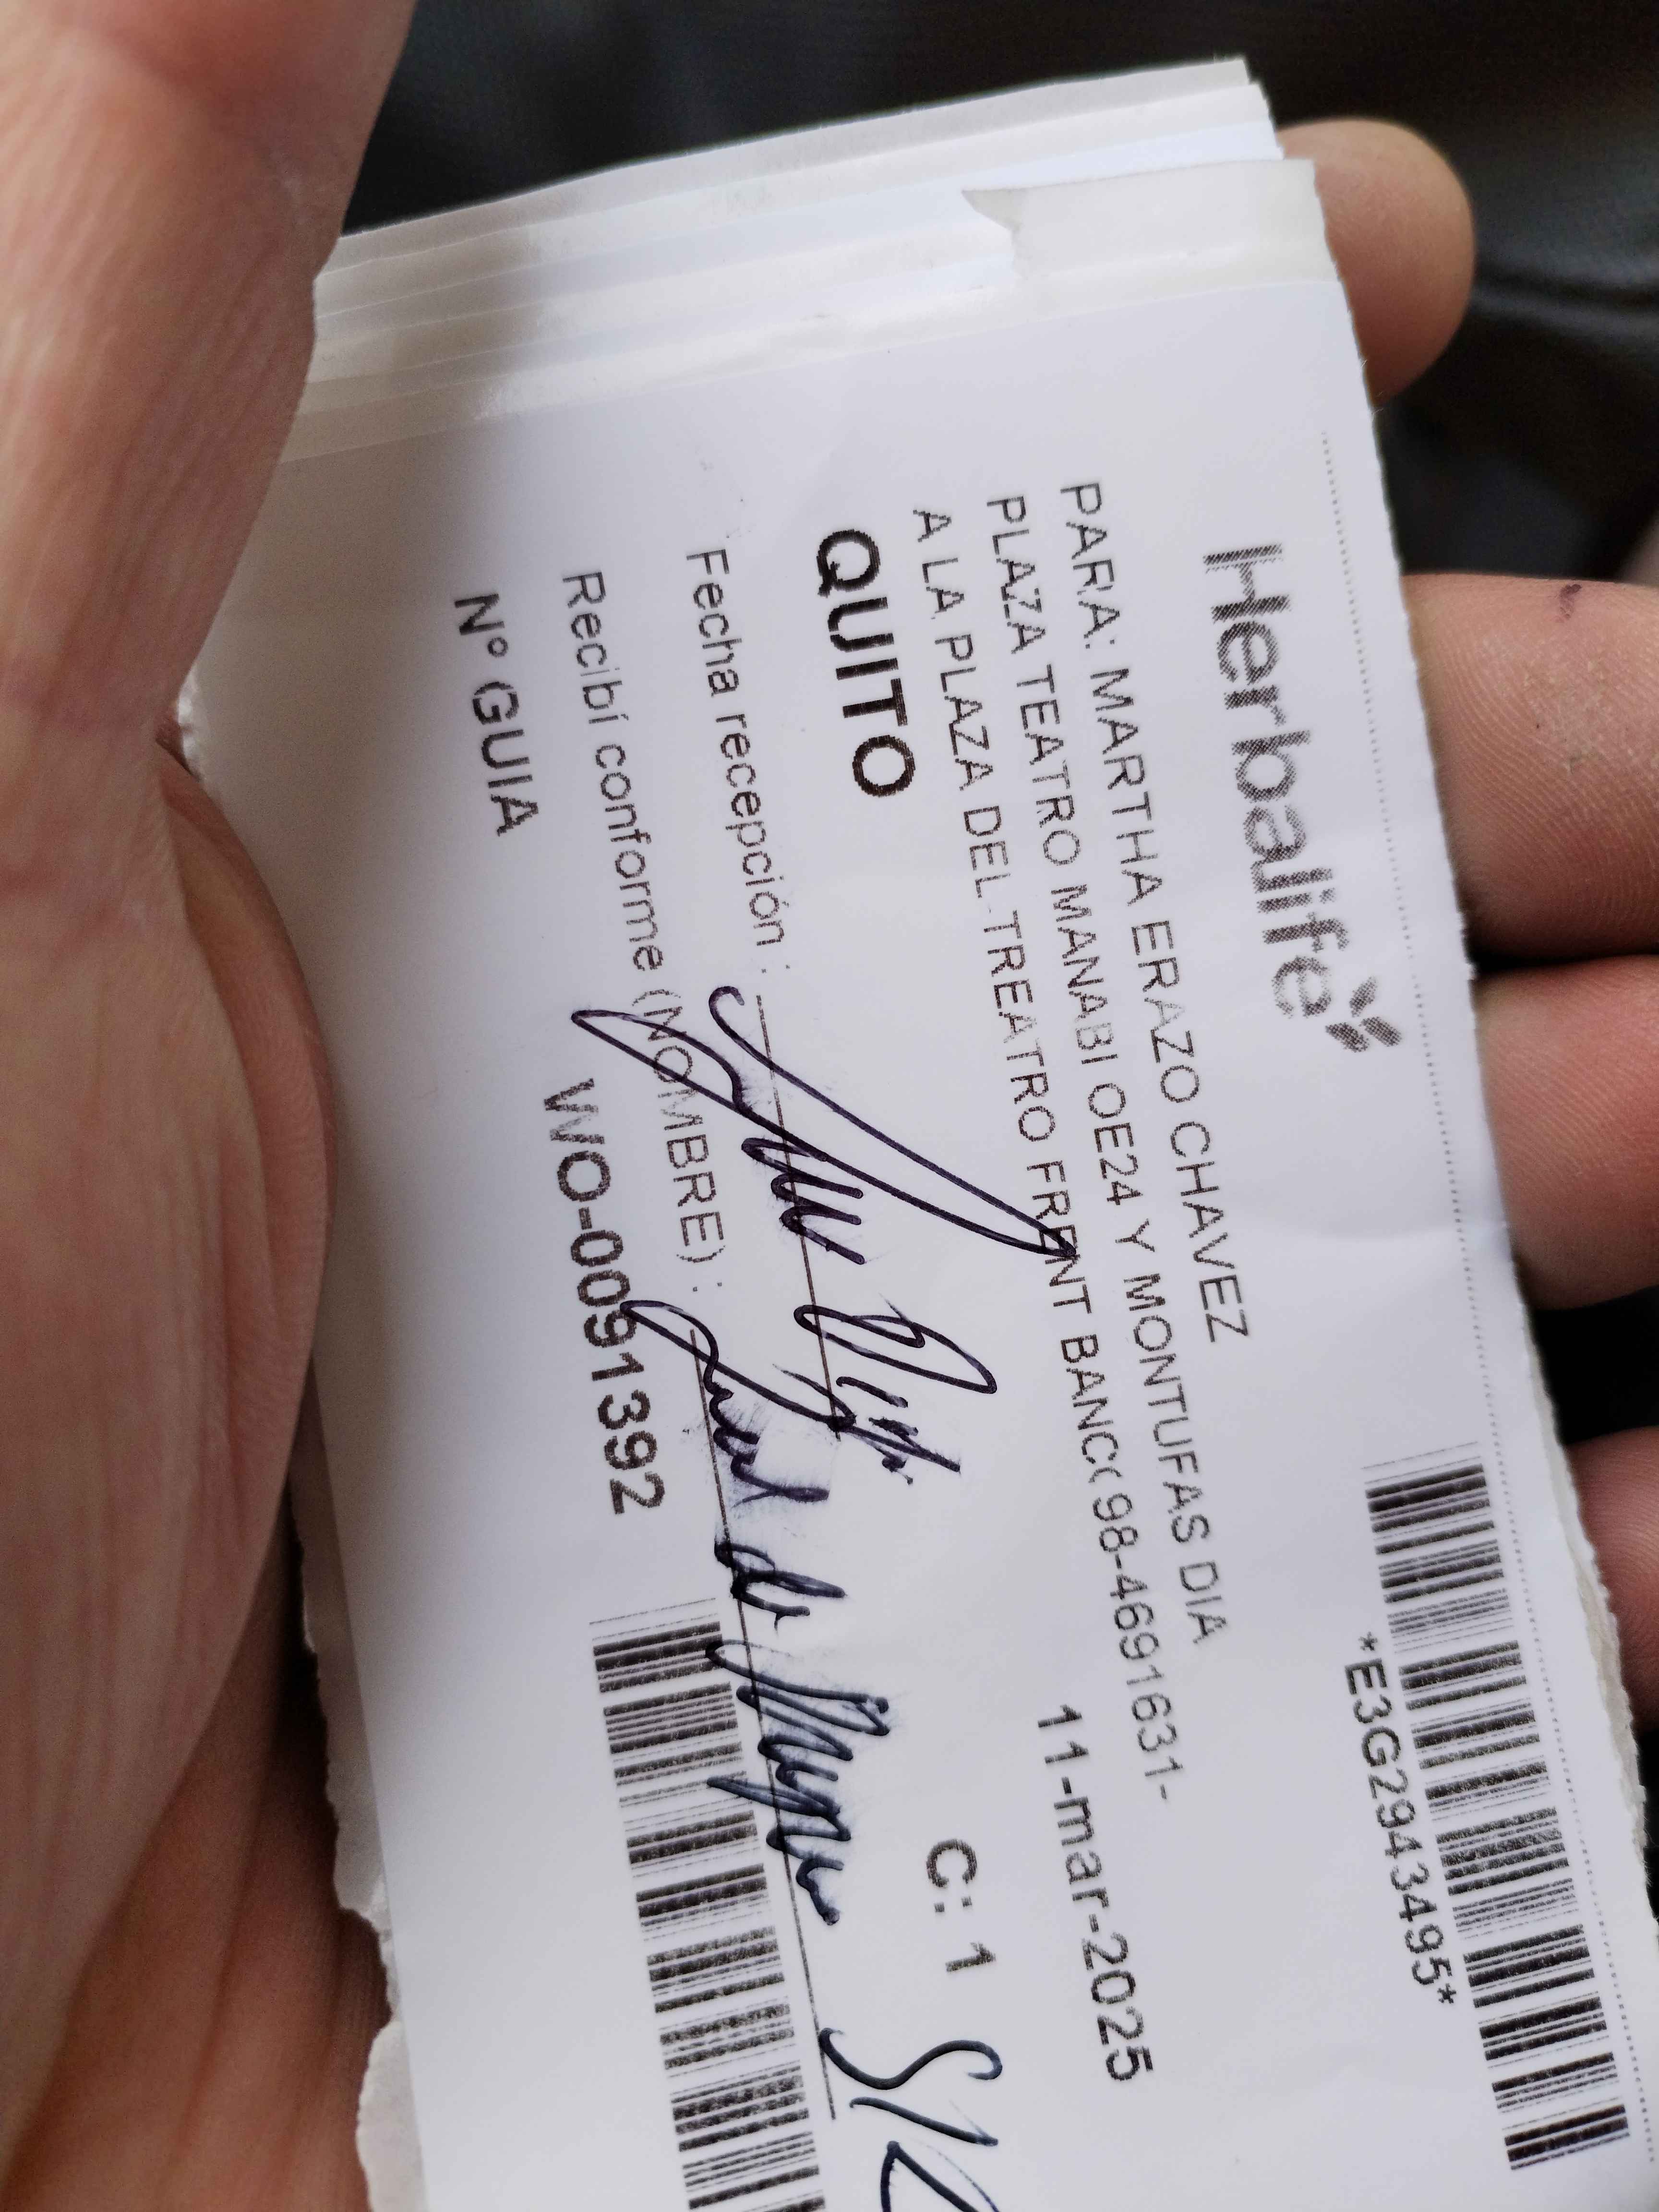 Herbalife
*E3G2943495*
PARA: MARTHA ERAZO CHAVEZ
PLAZA TEATRO MANABI OE24 Y MONTUFAS DIA
A LA PLAZA DEL TREATRO FRENT BANC 98-4691631-
11-mar-2025
QUITO
C: 1
Fecha recepción :
Recibí conforme (NOMBRE) :
N° GUIA WO-0091392